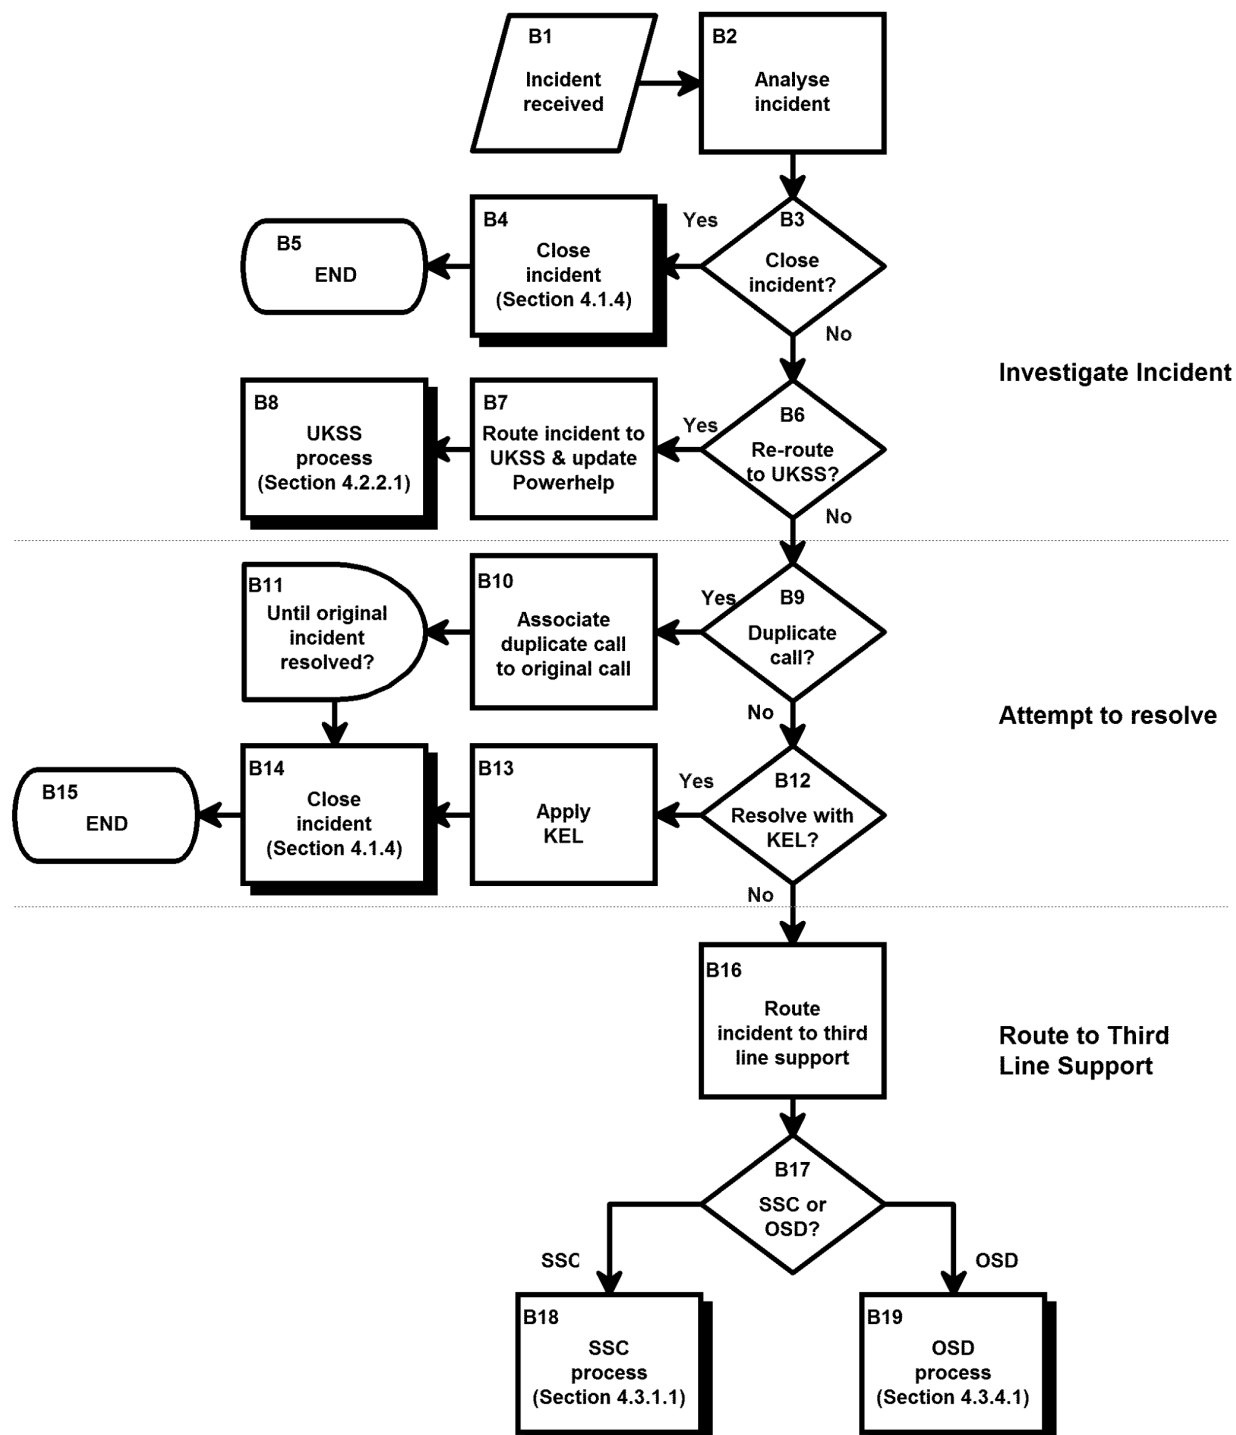 B1
Incident
received
B2
Analyse
incident
B3
Close
incident?
Yes
No
B4
Close
incident
(Section 4.1.4)
B5
END
Investigate Incident
B6
Re-route
to UKSS?
Yes
No
B7
Route incident to
UKSS & update
Powerhelp
B8
UKSS
process
(Section 4.2.2.1)
B9
Duplicate
call?
Yes
No
B10
Associate
duplicate call
to original call
B11
Until original
incident
resolved?
Attempt to resolve
B12
Resolve with
KEL?
Yes
No
B13
Apply
KEL
B14
Close
incident
(Section 4.1.4)
B15
END
B16
Route
incident to third
line support
Route to Third
Line Support
B17
SSC or
OSD?
SSC
OSD
B18
SSC
process
(Section 4.3.1.1)
B19
OSD
process
(Section 4.3.4.1)